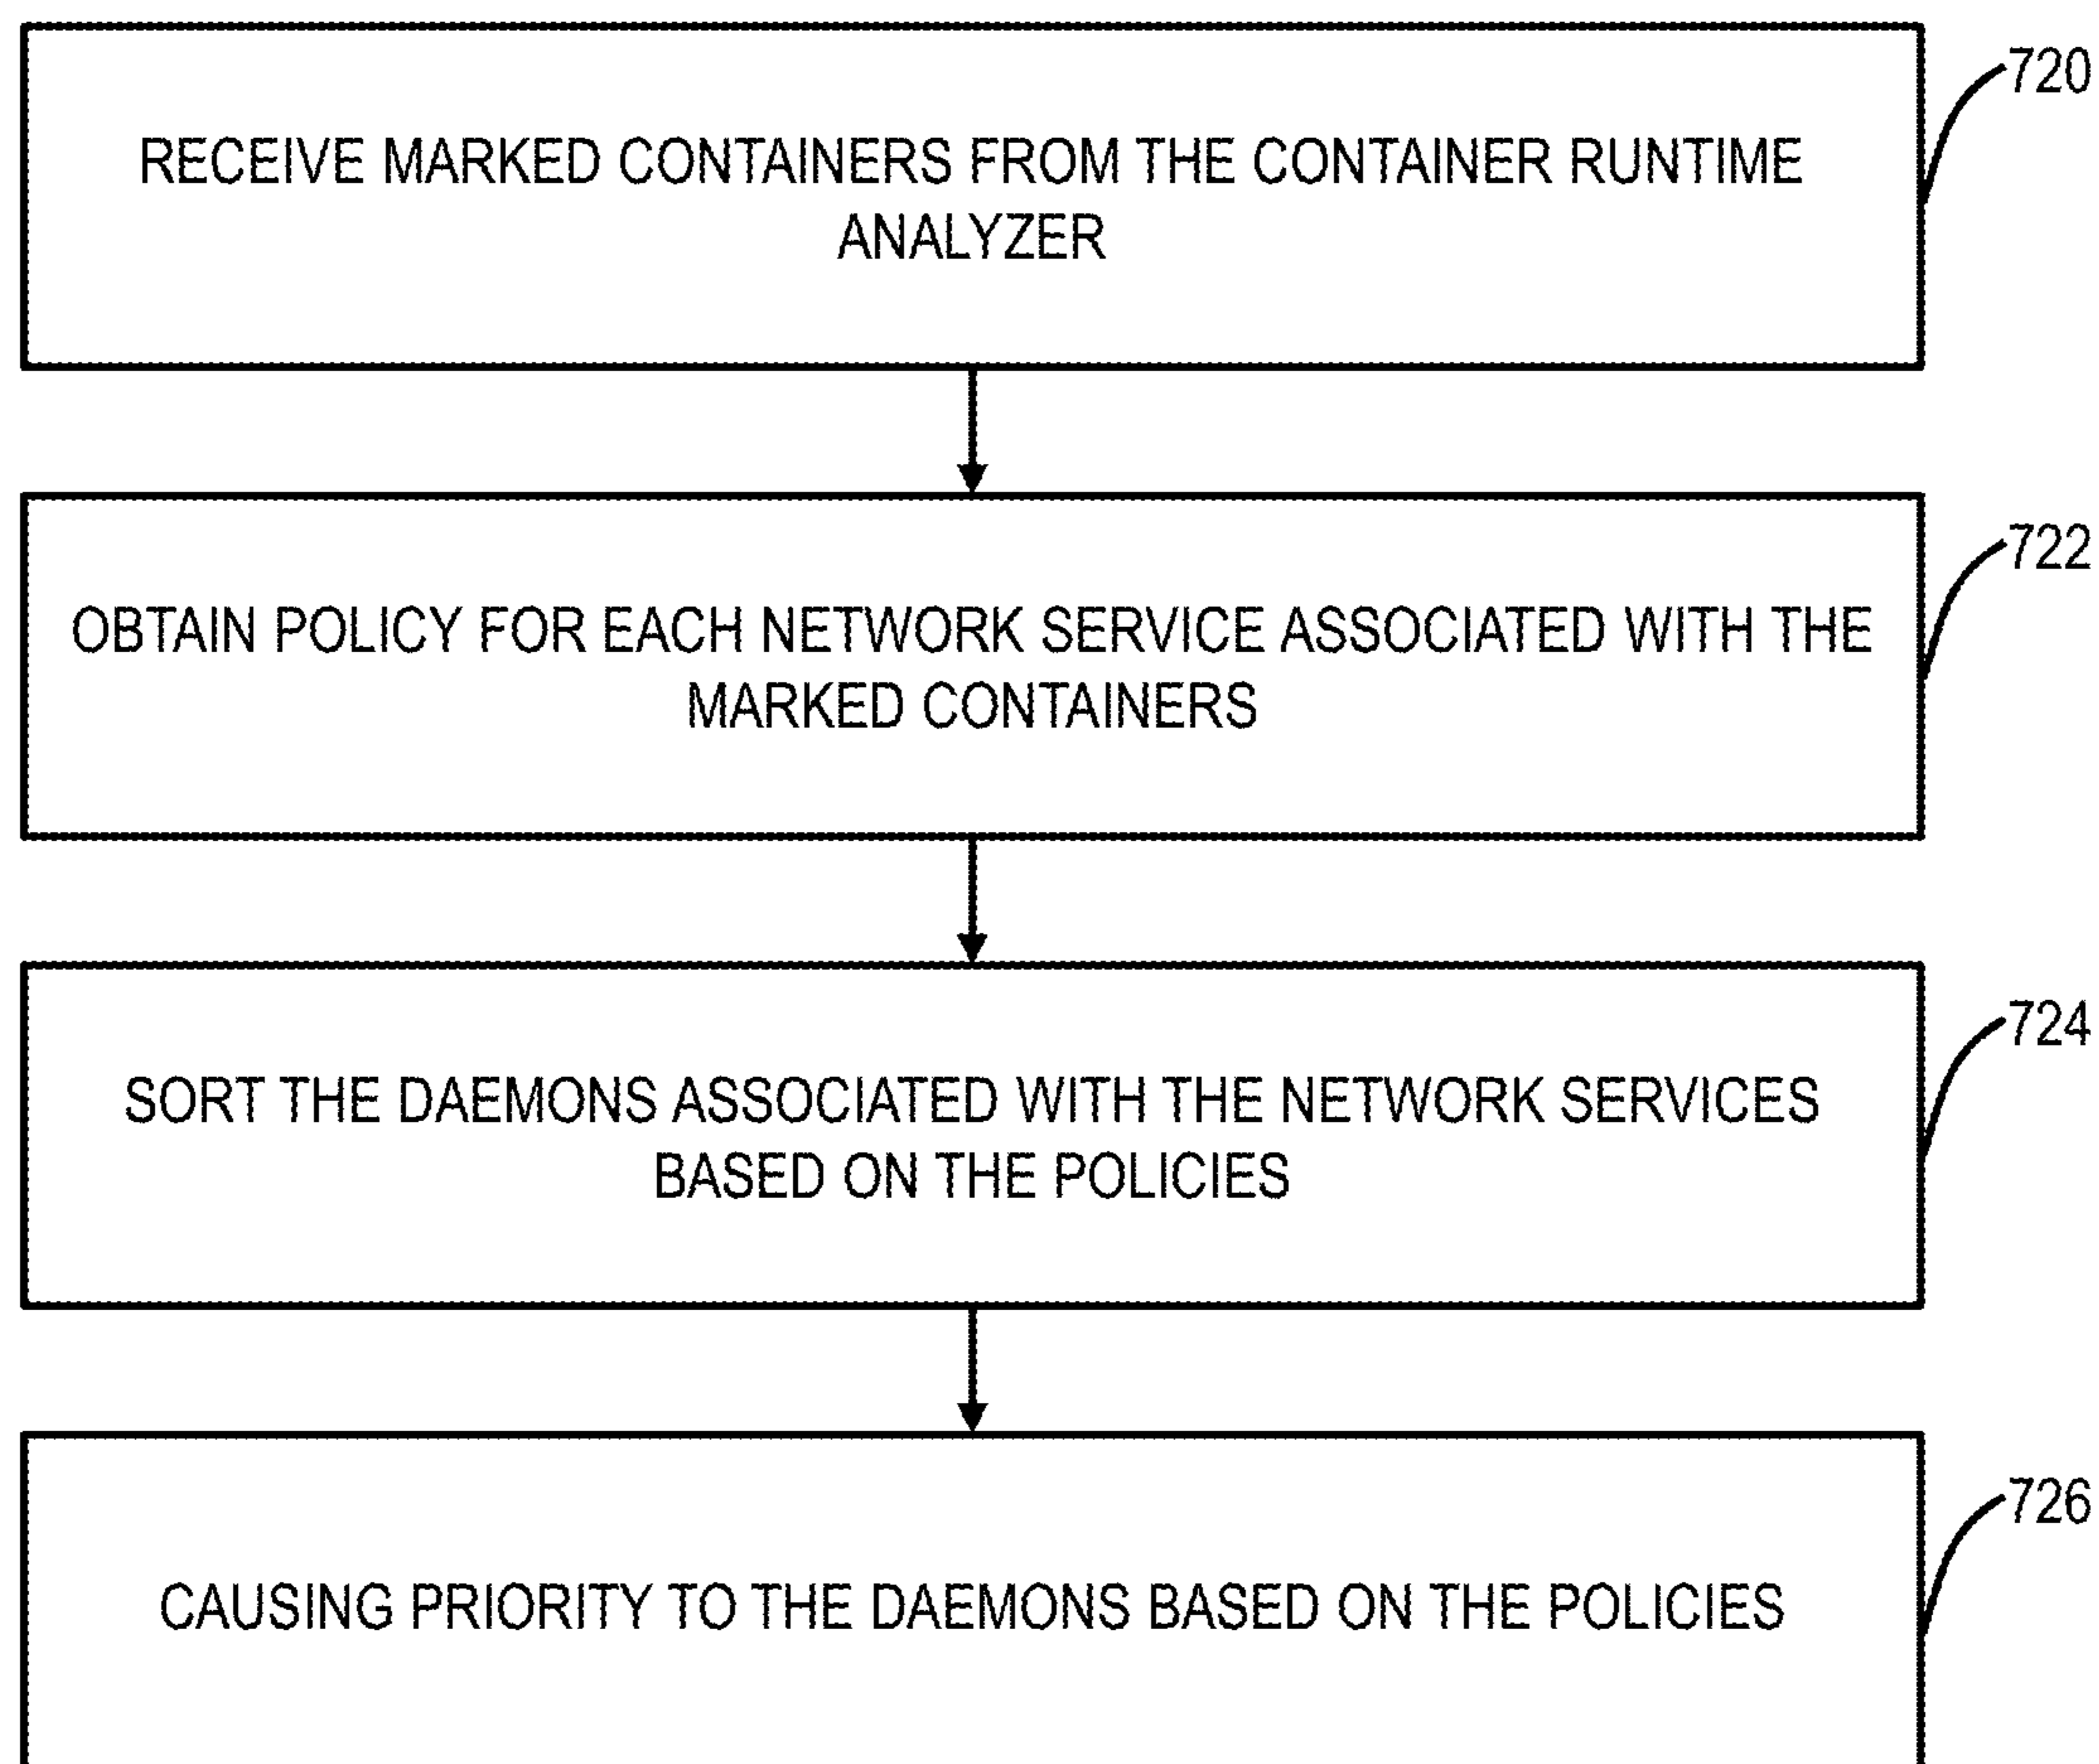 720
RECEIVE MARKED CONTAINERS FROM THE CONTAINER RUNTIME
ANALYZER
722
OBTAIN POLICY FOR EACH NETWORK SERVICE ASSOCIATED WITH THE
MARKED CONTAINERS
724
SORT THE DAEMONS ASSOCIATED WITH THE NETWORK SERVICES
BASED ON THE POLICIES
726
CAUSING PRIORITY TO THE DAEMONS BASED ON THE POLICIES